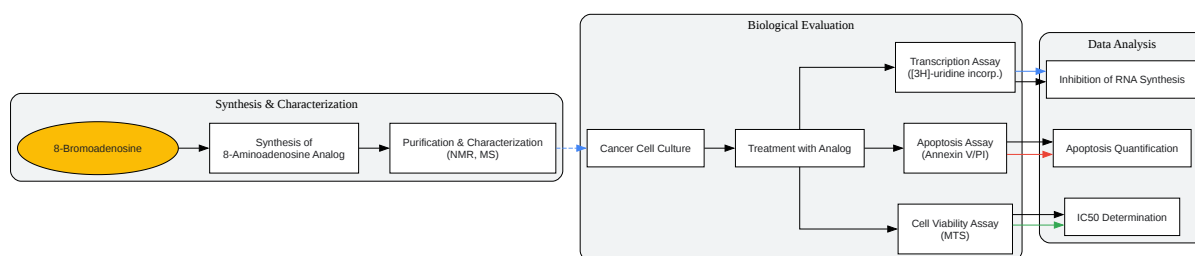 Synthesis & Characterization
8-Bromoadenosine
Synthesis of
8-Aminoadenosine Analog
Purification & Characterization
(NMR, MS)
Biological Evaluation
Cancer Cell Culture
Treatment with Analog
Transcription Assay
([3H]-uridine incorp.)
Apoptosis Assay
(Annexin V/PI)
Cell Viability Assay
(MTS)
Data Analysis
Inhibition of RNA Synthesis
Apoptosis Quantification
IC50 Determination